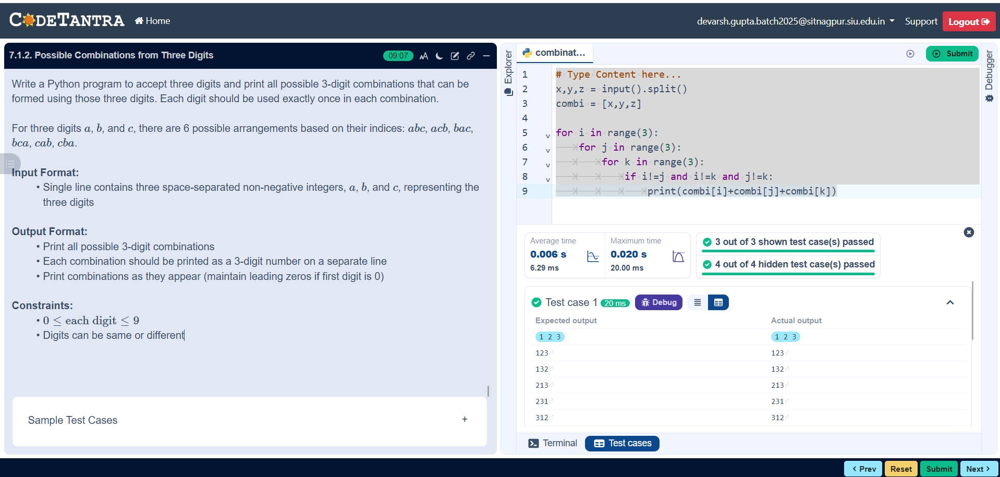 CODETANTRA Home
devarsh.gupta.batch2025@sitnagpur.siu.edu.in Support Logout
7.1.2. Possible Combinations from Three Digits
09:07 AA
Write a Python program to accept three digits and print all possible 3-digit combinations that can be
formed using those three digits. Each digit should be used exactly once in each combination.
For three digits a, b, and c, there are 6 possible arrangements based on their indices: abc, acb, bac,
bca, cab, cba.
Input Format:
• Single line contains three space-separated non-negative integers, a, b, and c, representing the
three digits
Output Format:
• Print all possible 3-digit combinations
• Each combination should be printed as a 3-digit number on a separate line
• Print combinations as they appear (maintain leading zeros if first digit is 0)
Constraints:
• 0 ≤ each digit ≤ 9
• Digits can be same or different
Sample Test Cases +
Explorer
combinat...
Submit
Debugger
1 # Type Content here...
2 x,y,z = input().split()
3 combi = [x,y,z]
4
5 for i in range(3):
6 for j in range(3):
7 for k in range(3):
8 if i!=j and i!=k and j!=k:
9 print(combi[i]+combi[j]+combi[k])
Average time
0.006 s
6.29 ms
Maximum time
0.020 s
20.00 ms
3 out of 3 shown test case(s) passed
4 out of 4 hidden test case(s) passed
Test case 1 20 ms Debug
Expected output Actual output
1 2 3 1 2 3
123 123
132 132
213 213
231 231
312 312
Terminal Test cases
< Prev Reset Submit Next >